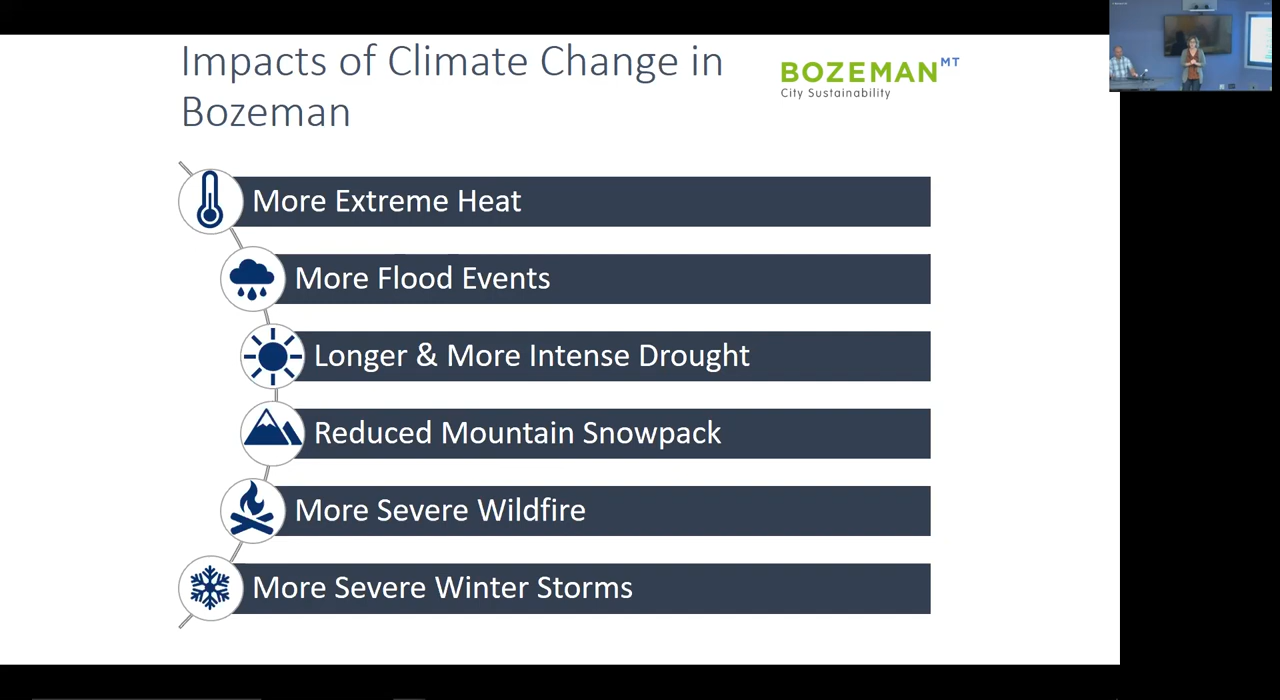 Impacts of Climate Change in
Bozeman
BOZEMAN MT
City Sustainability
More Extreme Heat
More Flood Events
Longer & More Intense Drought
Reduced Mountain Snowpack
More Severe Wildfire
More Severe Winter Storms